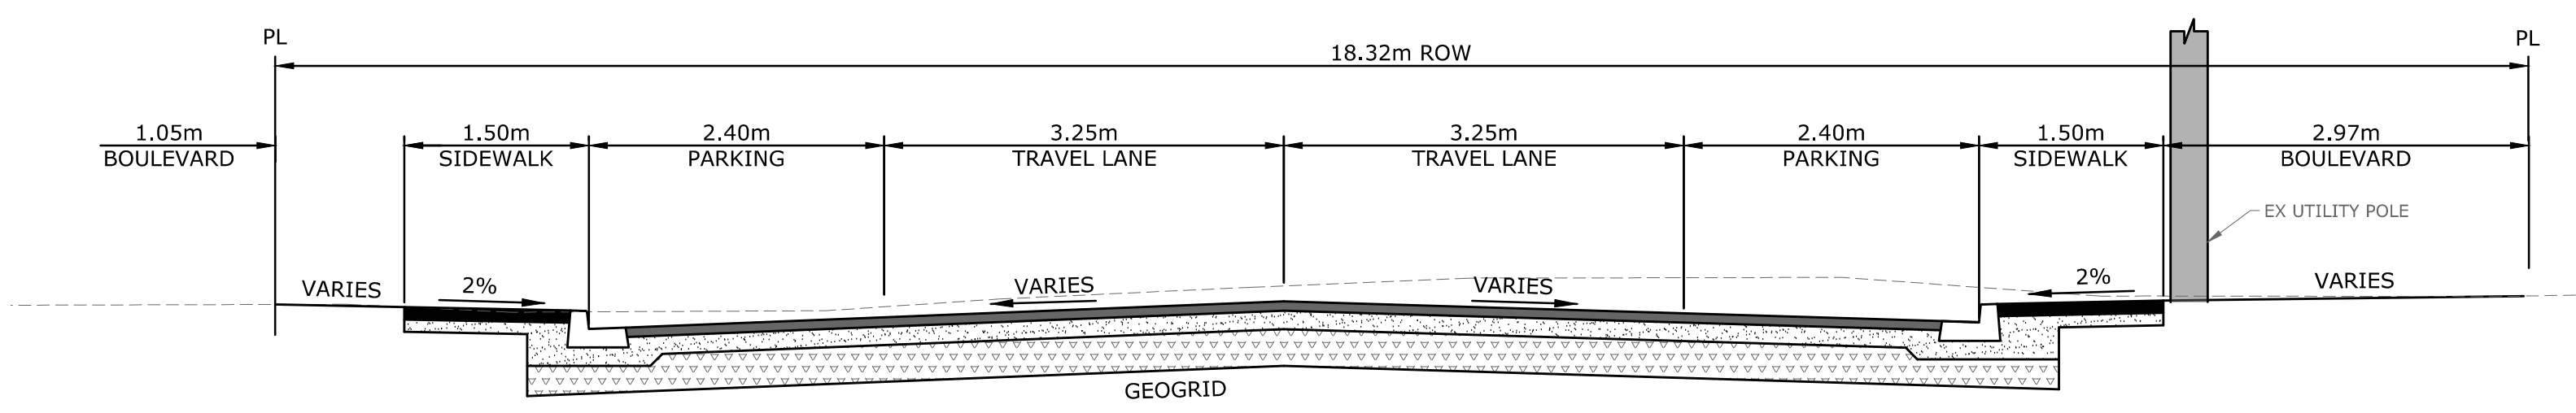 PL
PL
18.32m ROW
1.05m
BOULEVARD
1.50m
SIDEWALK
2.40m
PARKING
3.25m
TRAVEL LANE
3.25m
TRAVEL LANE
2.40m
PARKING
1.50m
SIDEWALK
2.97m
BOULEVARD
EX UTILITY POLE
VARIES
2%
VARIES
VARIES
2%
VARIES
GEOGRID